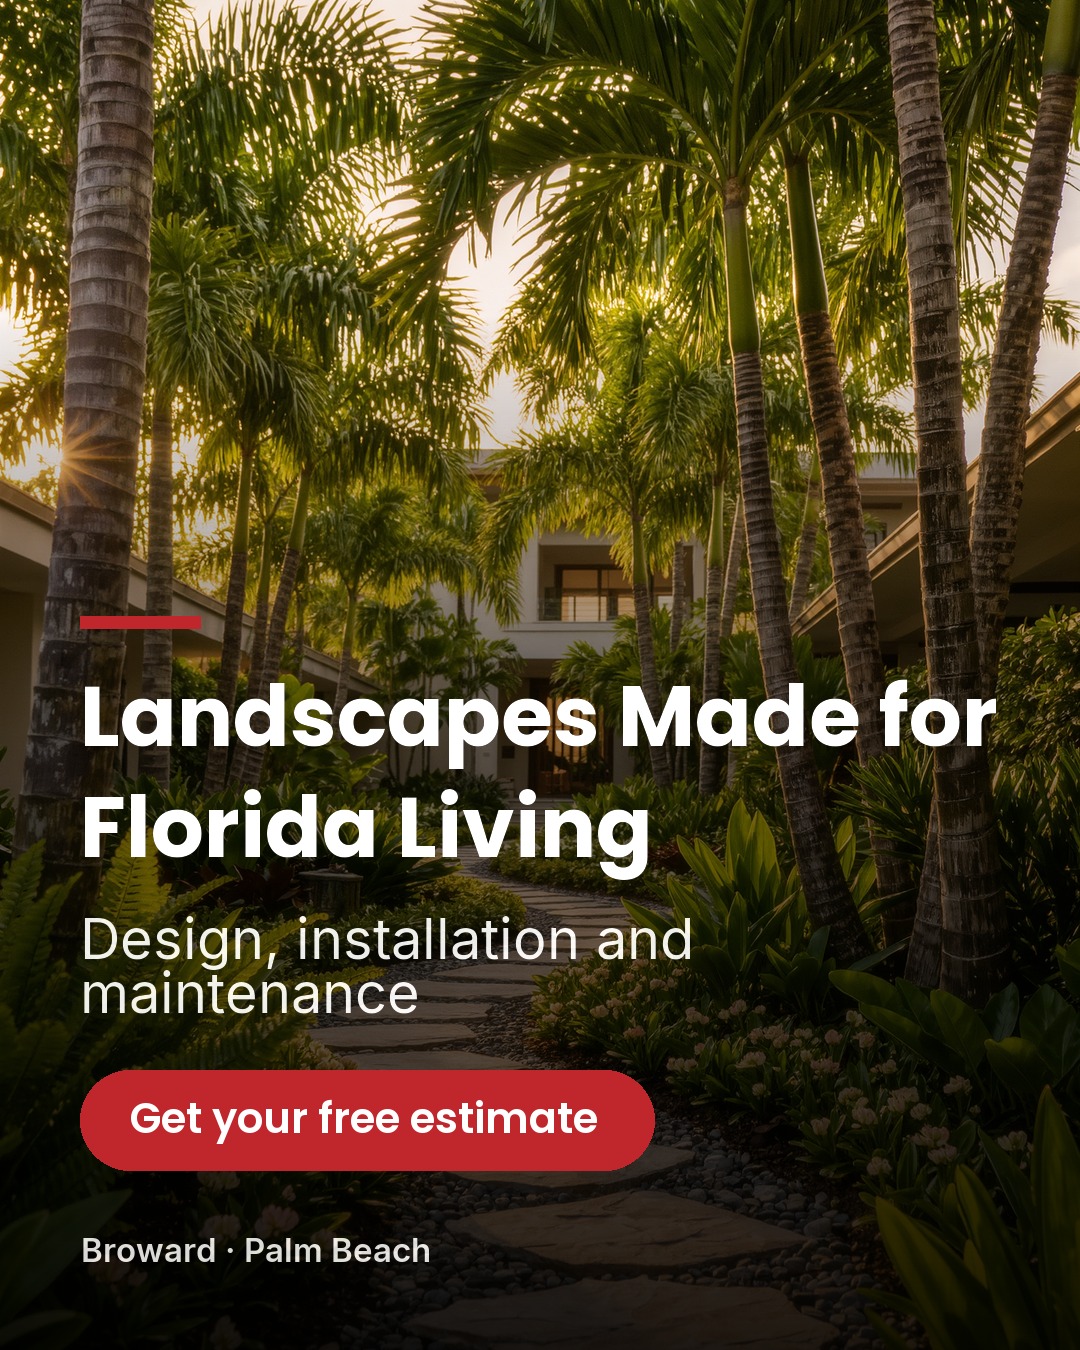 Landscapes Made for
Florida Living
Design, installation and
maintenance
Get your free estimate
Broward · Palm Beach